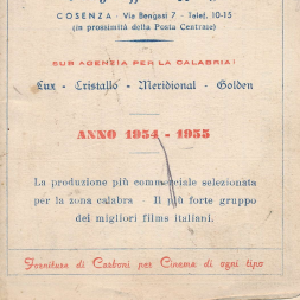 COSENZA - Via Bengasi 7 - Telef. 10-15
(in prossimità della Posta Centrale)
SUB AGENZIA PER LA CALABRIA:
Lux - Cristallo - Meridional - Golden
ANNO 1954 - 1955
La produzione più commerciale selezionata
per la zona calabra - Il più forte gruppo
dei migliori films italiani.
Fornitura di Carboni per Cinema di ogni tipo